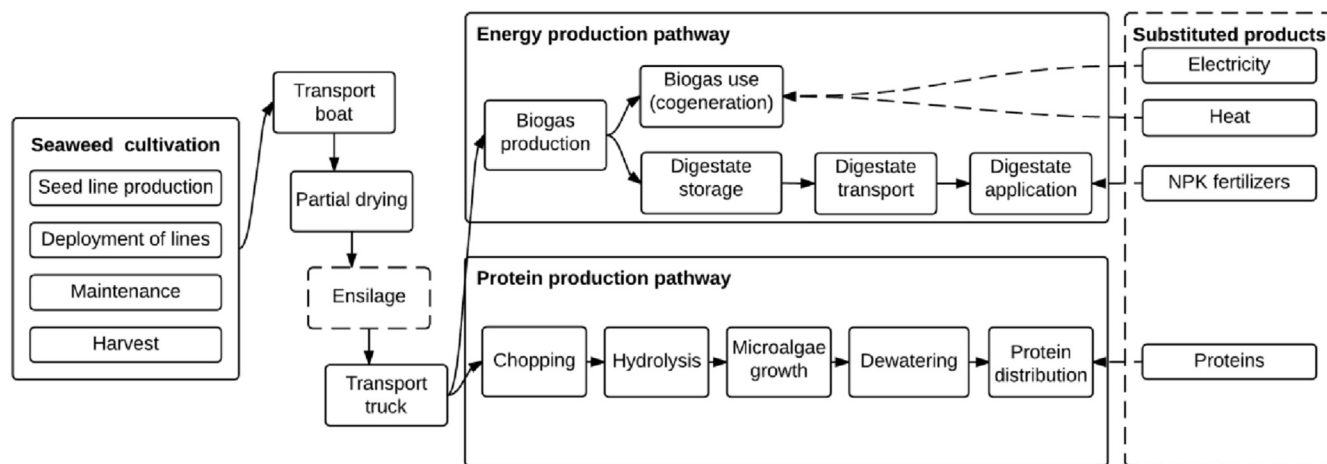 Seaweed cultivation
Seed line production
Deployment of lines
Maintenance
Harvest
Transport
boat
Partial drying
Ensilage
Transport
truck
Energy production pathway
Biogas
production
Biogas use
(cogeneration)
Digestate
storage
Digestate
transport
Digestate
application
Protein production pathway
Chopping
Hydrolysis
Microalgae
growth
Dewatering
Protein
distribution
Substituted products
Electricity
Heat
NPK fertilizers
Proteins